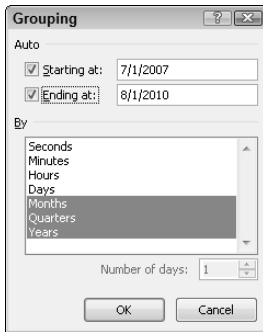 Grouping
Auto
Starting at: 7/1/2007
Ending at: 8/1/2010
By
Seconds
Minutes
Hours
Days
Months
Quarters
Years
Number of days: 1
OK Cancel